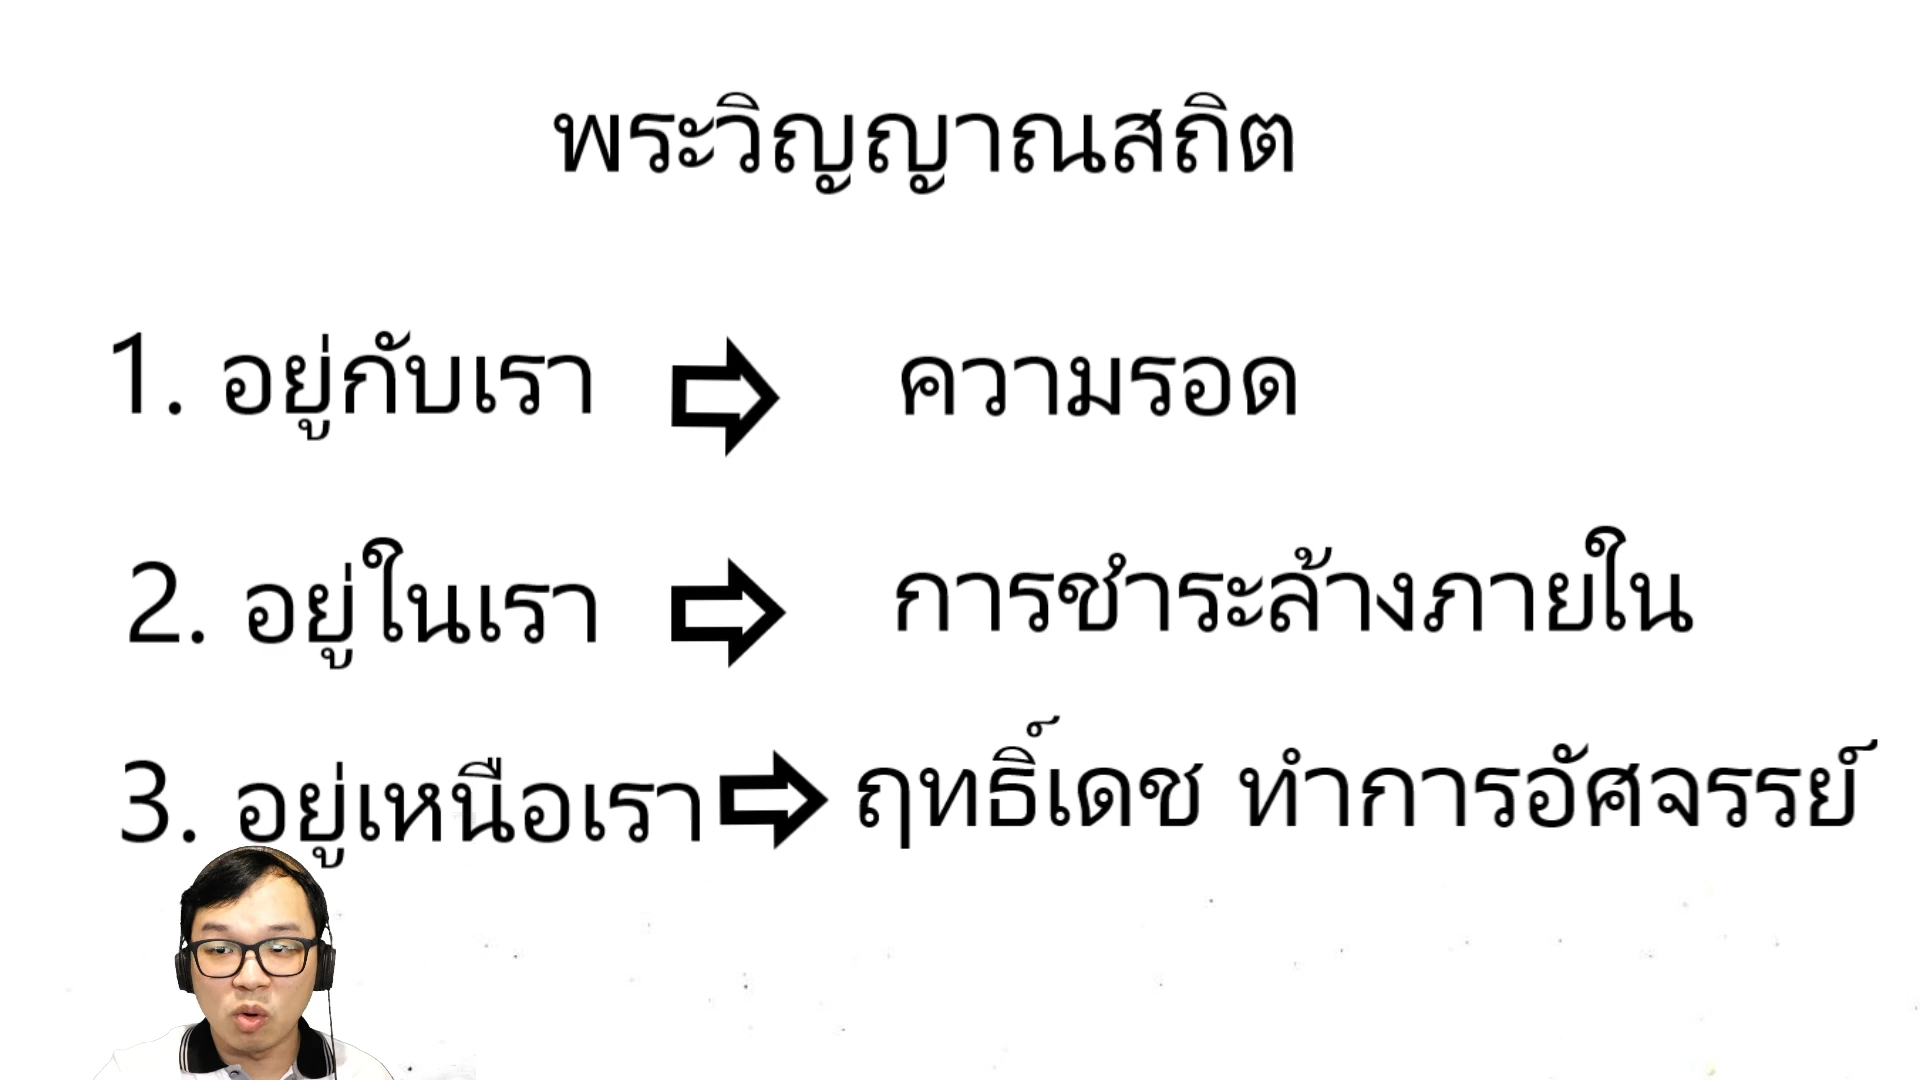 พระวิญญาณสถิต
1. อยู่กับเรา ⇨ ความรอด
2. อยู่ในเรา ⇨ การชำระล้างภายใน
3. อยู่เหนือเรา ⇨ ฤทธิ์เดช ทำการอัศจรรย์